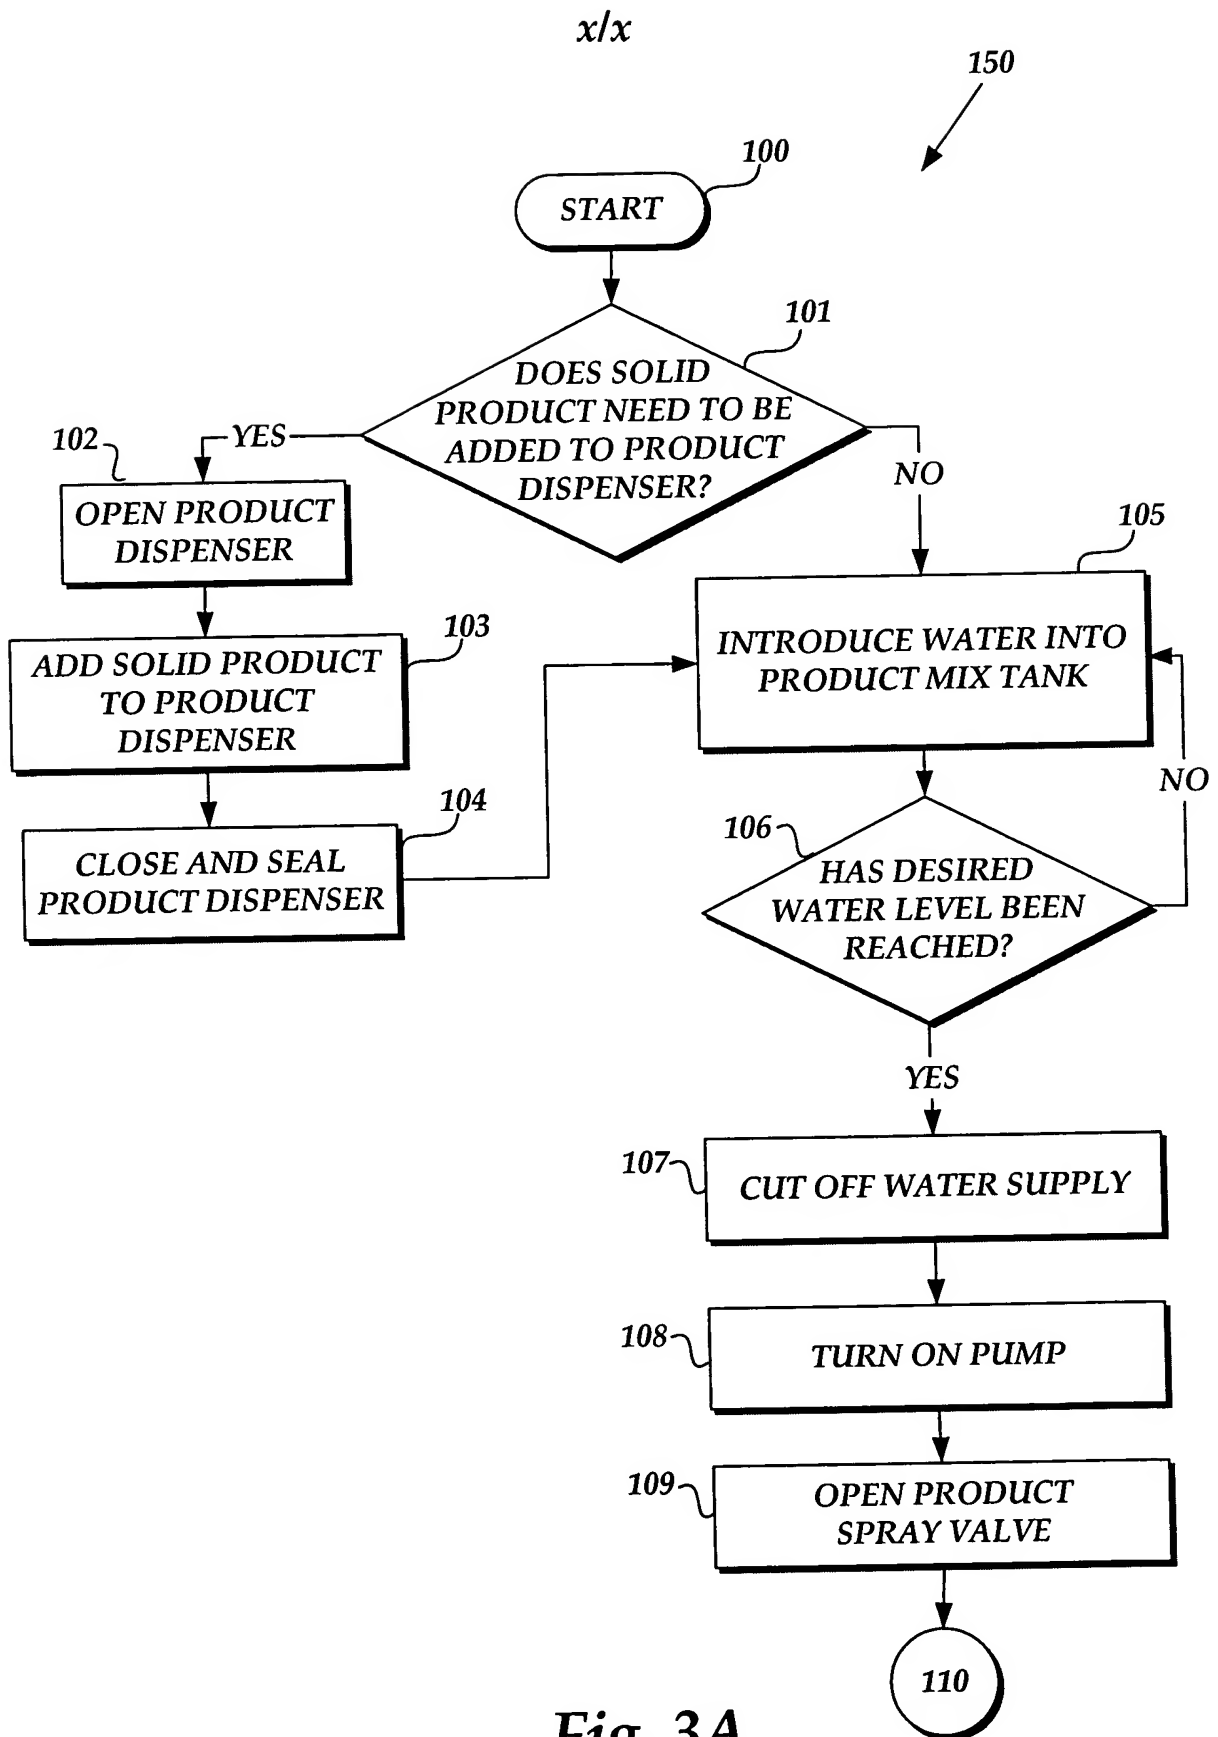 x/x
150
100
START
101
DOES SOLID
PRODUCT NEED TO BE
ADDED TO PRODUCT
DISPENSER?
YES
NO
102
OPEN PRODUCT
DISPENSER
103
ADD SOLID PRODUCT
TO PRODUCT
DISPENSER
104
CLOSE AND SEAL
PRODUCT DISPENSER
105
INTRODUCE WATER INTO
PRODUCT MIX TANK
NO
106
HAS DESIRED
WATER LEVEL BEEN
REACHED?
YES
107
CUT OFF WATER SUPPLY
108
TURN ON PUMP
109
OPEN PRODUCT
SPRAY VALVE
110
Fig. 3A